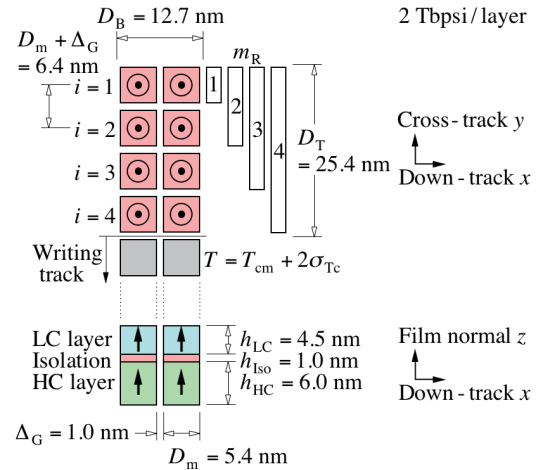 D_B = 12.7 nm
2 Tbpsi / layer
D_m + Δ_G
= 6.4 nm
m_R
i = 1
i = 2
i = 3
i = 4
1
2
3
4
D_T
= 25.4 nm
Cross - track y
Down - track x
Writing
track
T = T_cm + 2σ_Tc
LC layer
Isolation
HC layer
h_LC = 4.5 nm
h_Iso = 1.0 nm
h_HC = 6.0 nm
Film normal z
Down - track x
Δ_G = 1.0 nm
D_m = 5.4 nm